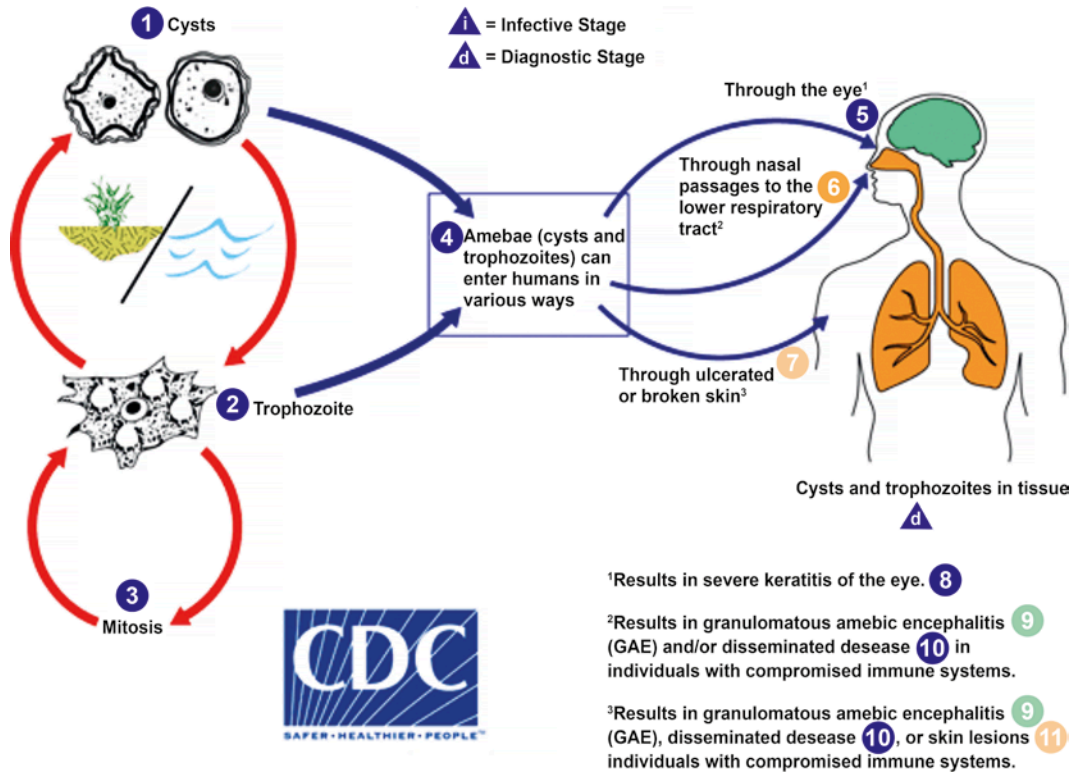 1 Cysts
i = Infective Stage
d = Diagnostic Stage
Through the eye¹
5
Through nasal
passages to the
lower respiratory
tract²
6
4 Amebae (cysts and
trophozoites) can
enter humans in
various ways
7
Through ulcerated
or broken skin³
2 Trophozoite
3
Mitosis
Cysts and trophozoites in tissue
d
CDC
SAFER•HEALTHIER•PEOPLE™
¹Results in severe keratitis of the eye. 8
²Results in granulomatous amebic encephalitis 9
(GAE) and/or disseminated desease 10 in
individuals with compromised immune systems.
³Results in granulomatous amebic encephalitis 9
(GAE), disseminated desease 10, or skin lesions 11
individuals with compromised immune systems.